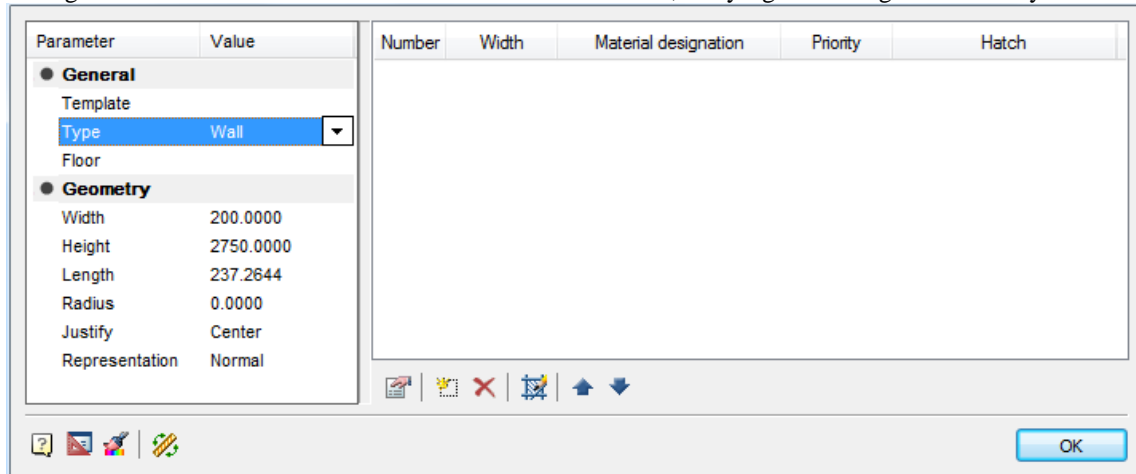 Parameter Value
Number Width Material designation Priority Hatch
General
Template
Type Wall
Floor
Geometry
Width 200.0000
Height 2750.0000
Length 237.2644
Radius 0.0000
Justify Center
Representation Normal
OK